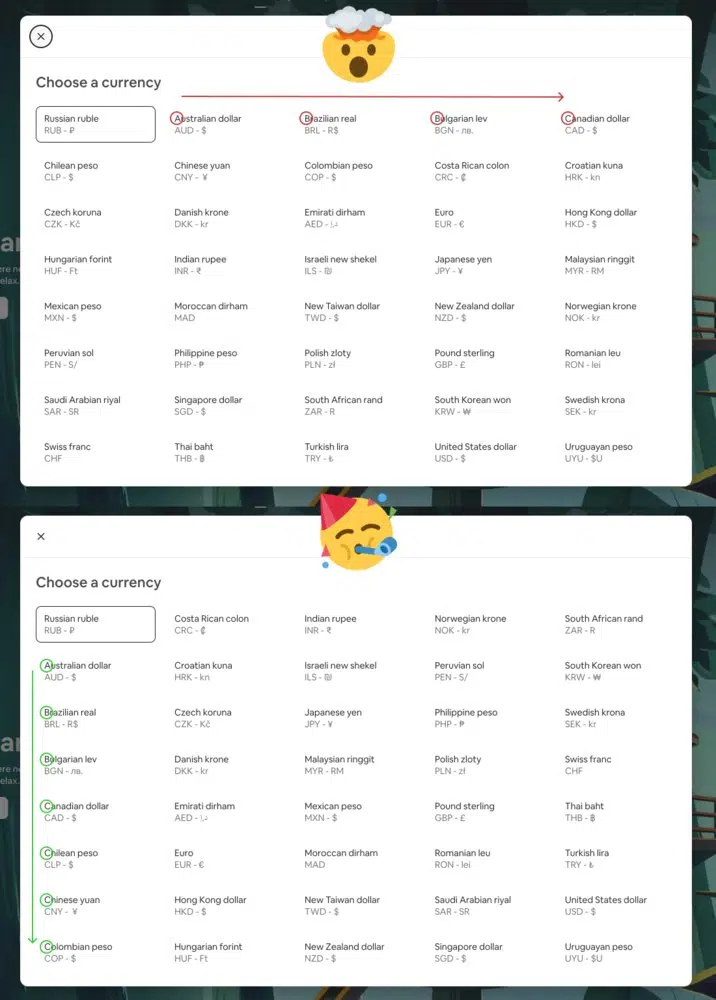 Choose a currency
Russian ruble
RUB - ₽
Australian dollar
AUD - $
Brazilian real
BRL - R$
Bulgarian lev
BGN - лв.
Canadian dollar
CAD - $
Chilean peso
CLP - $
Chinese yuan
CNY - ¥
Colombian peso
COP - $
Costa Rican colon
CRC - ₡
Croatian kuna
HRK - kn
Czech koruna
CZK - Kč
Danish krone
DKK - kr
Emirati dirham
AED - د.إ
Euro
EUR - €
Hong Kong dollar
HKD - $
Hungarian forint
HUF - Ft
Indian rupee
INR - ₹
Israeli new shekel
ILS - ₪
Japanese yen
JPY - ¥
Malaysian ringgit
MYR - RM
Mexican peso
MXN - $
Moroccan dirham
MAD
New Taiwan dollar
TWD - $
New Zealand dollar
NZD - $
Norwegian krone
NOK - kr
Peruvian sol
PEN - S/
Philippine peso
PHP - ₱
Polish zloty
PLN - zł
Pound sterling
GBP - £
Romanian leu
RON - lei
Saudi Arabian riyal
SAR - SR
Singapore dollar
SGD - $
South African rand
ZAR - R
South Korean won
KRW - ₩
Swedish krona
SEK - kr
Swiss franc
CHF
Thai baht
THB - ฿
Turkish lira
TRY - ₺
United States dollar
USD - $
Uruguayan peso
UYU - $U
Choose a currency
Russian ruble
RUB - ₽
Australian dollar
AUD - $
Brazilian real
BRL - R$
Bulgarian lev
BGN - лв.
Canadian dollar
CAD - $
Chilean peso
CLP - $
Chinese yuan
CNY - ¥
Colombian peso
COP - $
Costa Rican colon
CRC - ₡
Croatian kuna
HRK - kn
Czech koruna
CZK - Kč
Danish krone
DKK - kr
Emirati dirham
AED - د.إ
Euro
EUR - €
Hong Kong dollar
HKD - $
Hungarian forint
HUF - Ft
Indian rupee
INR - ₹
Israeli new shekel
ILS - ₪
Japanese yen
JPY - ¥
Malaysian ringgit
MYR - RM
Mexican peso
MXN - $
Moroccan dirham
MAD
New Taiwan dollar
TWD - $
New Zealand dollar
NZD - $
Norwegian krone
NOK - kr
Peruvian sol
PEN - S/
Philippine peso
PHP - ₱
Polish zloty
PLN - zł
Pound sterling
GBP - £
Romanian leu
RON - lei
Saudi Arabian riyal
SAR - SR
Singapore dollar
SGD - $
South African rand
ZAR - R
South Korean won
KRW - ₩
Swedish krona
SEK - kr
Swiss franc
CHF
Thai baht
THB - ฿
Turkish lira
TRY - ₺
United States dollar
USD - $
Uruguayan peso
UYU - $U